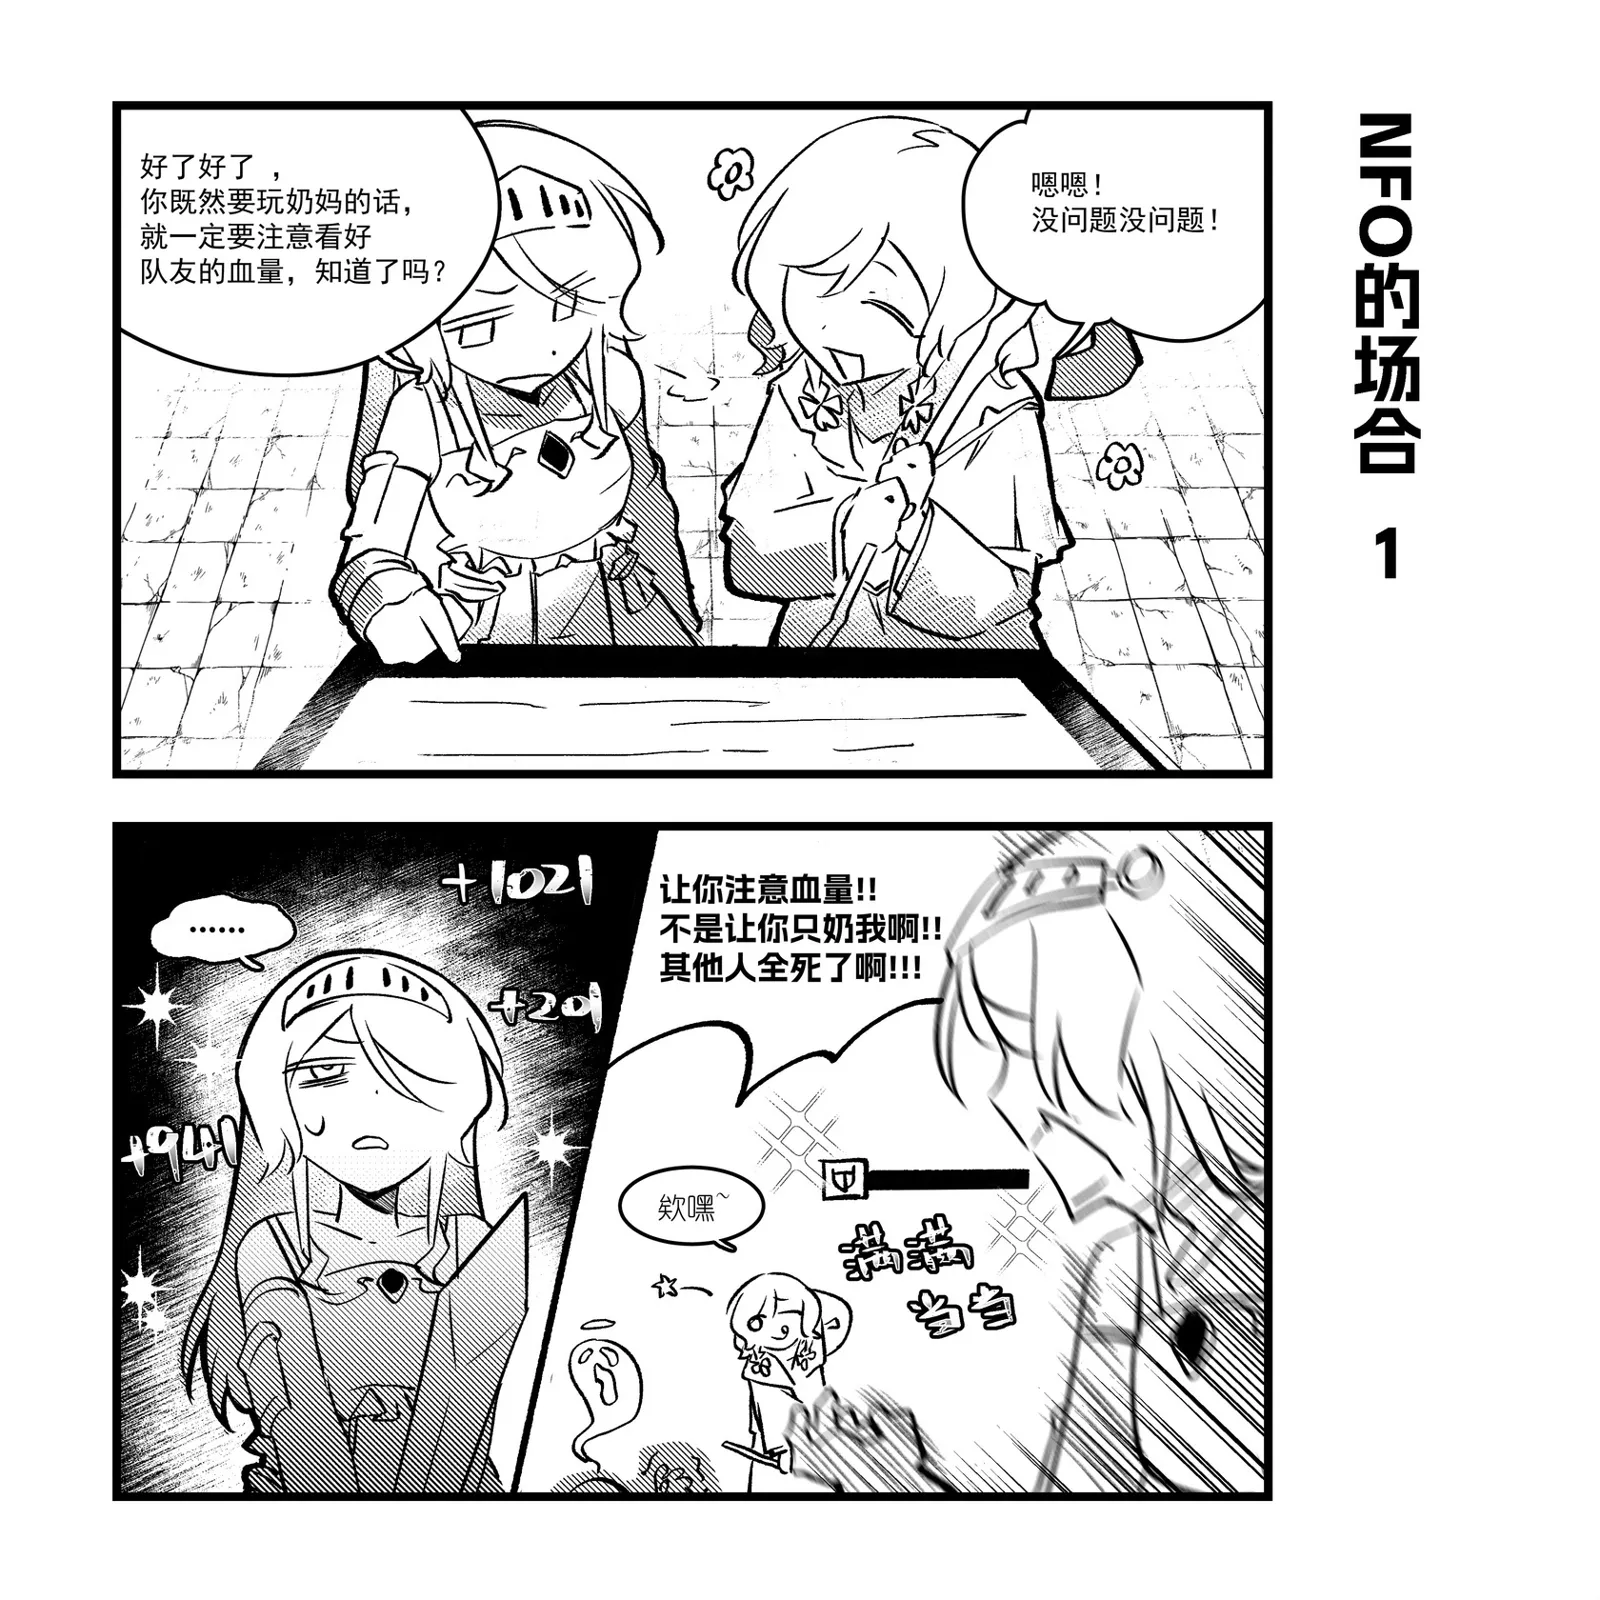 NFO的场合 1
好了好了 ，
你既然要玩奶妈的话，
就一定要注意看好
队友的血量，知道了吗？
嗯嗯！
没问题没问题！
……
+1021
+201
+941
让你注意血量!!
不是让你只奶我啊!!
其他人全死了啊!!!
欸嘿~
满满
当当